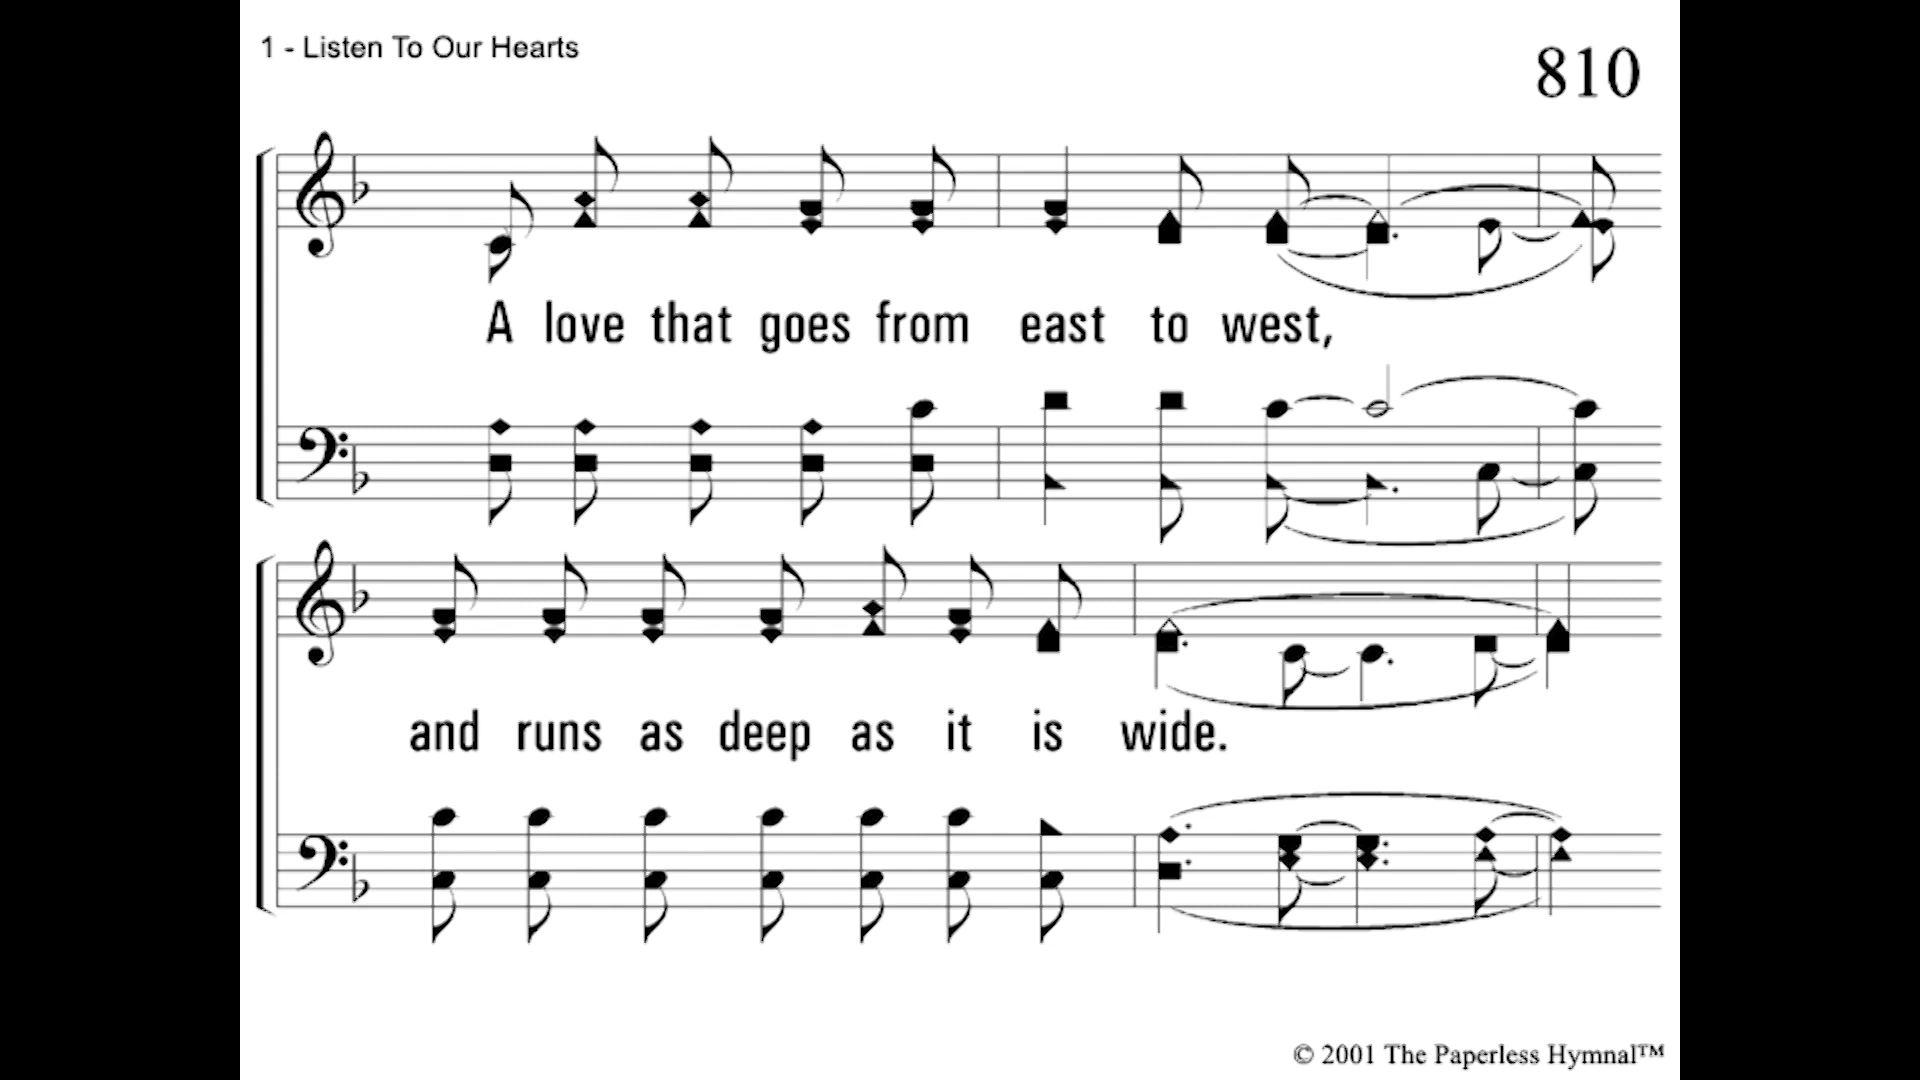 1 - Listen To Our Hearts
810
A love that goes from east to west,
and runs as deep as it is wide.
© 2001 The Paperless Hymnal™